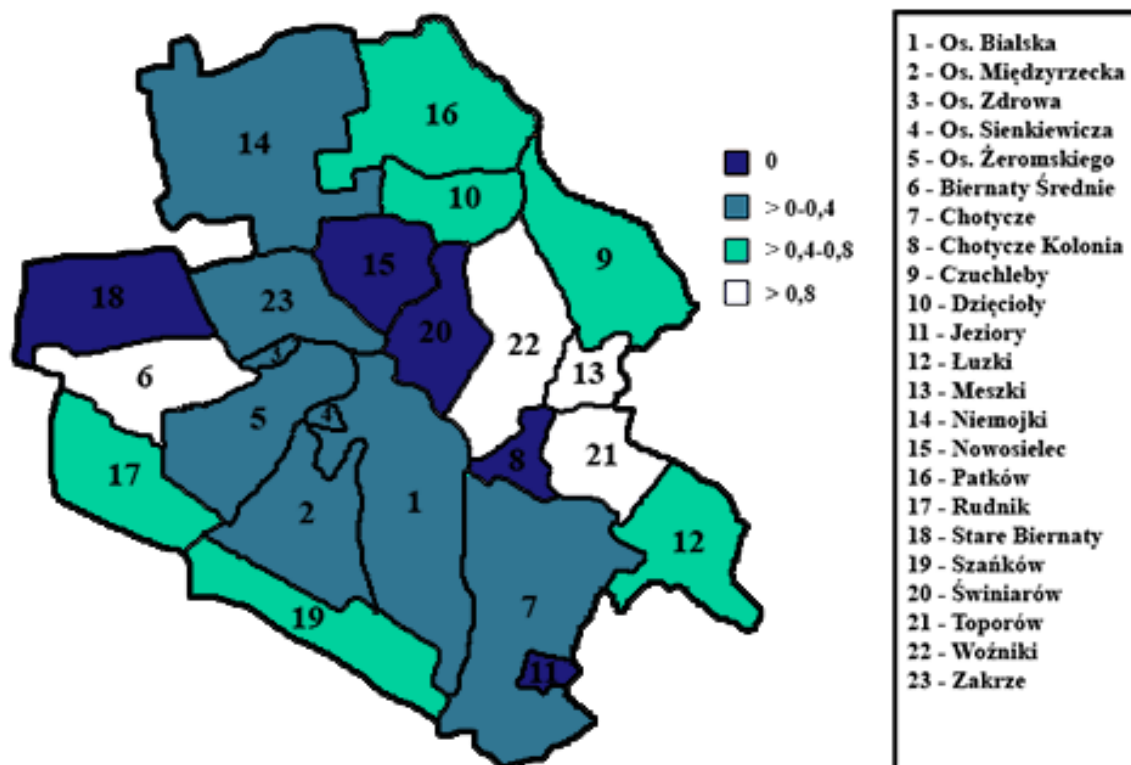 16
14
10
9
15
18
23
20
22
3
13
6
4
5
8
21
17
2
1
12
7
19
11
0
> 0-0,4
> 0,4-0,8
> 0,8
1 - Os. Bialska
2 - Os. Międzyrzecka
3 - Os. Zdrowa
4 - Os. Sienkiewicza
5 - Os. Żeromskiego
6 - Biernaty Średnie
7 - Chotycze
8 - Chotycze Kolonia
9 - Czuchleby
10 - Dzięcioły
11 - Jeziory
12 - Łuzki
13 - Meszki
14 - Niemojki
15 - Nowosielec
16 - Patków
17 - Rudnik
18 - Stare Biernaty
19 - Szańków
20 - Świniarów
21 - Toporów
22 - Woźniki
23 - Zakrze